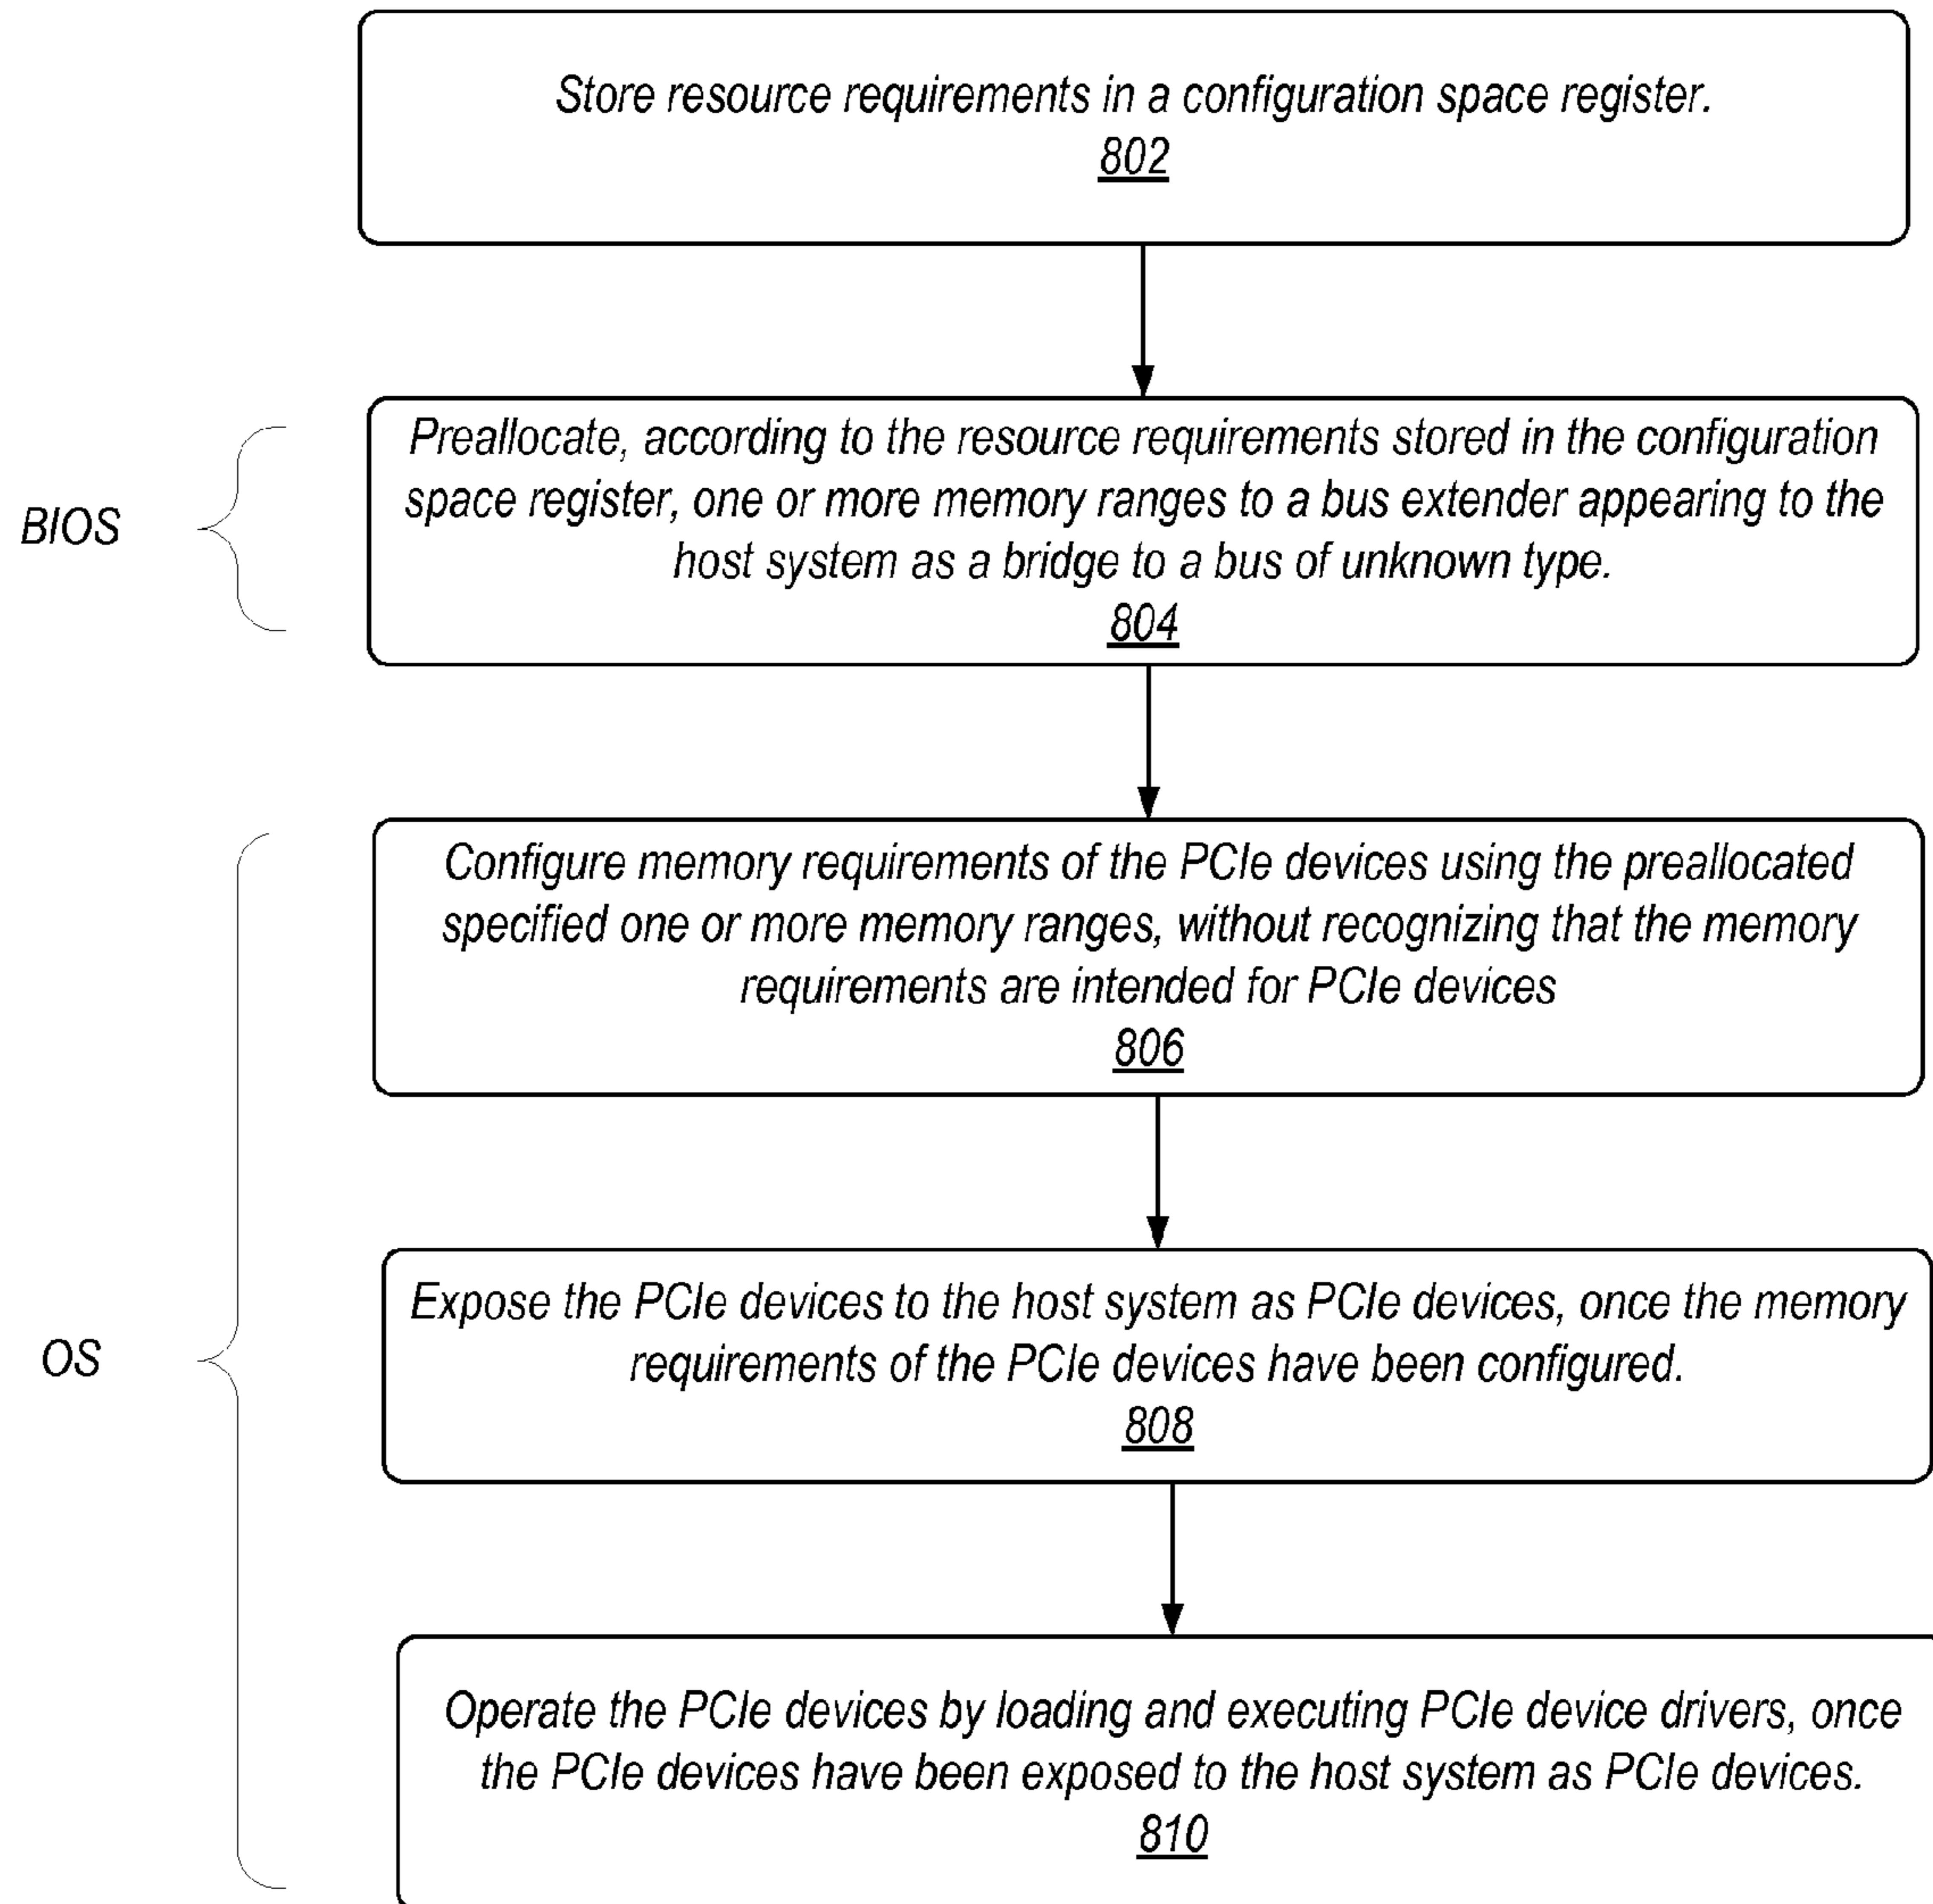 Store resource requirements in a configuration space register.
802
Preallocate, according to the resource requirements stored in the configuration
space register, one or more memory ranges to a bus extender appearing to the
host system as a bridge to a bus of unknown type.
804
BIOS
Configure memory requirements of the PCIe devices using the preallocated
specified one or more memory ranges, without recognizing that the memory
requirements are intended for PCIe devices
806
Expose the PCIe devices to the host system as PCIe devices, once the memory
requirements of the PCIe devices have been configured.
808
OS
Operate the PCIe devices by loading and executing PCIe device drivers, once
the PCIe devices have been exposed to the host system as PCIe devices.
810